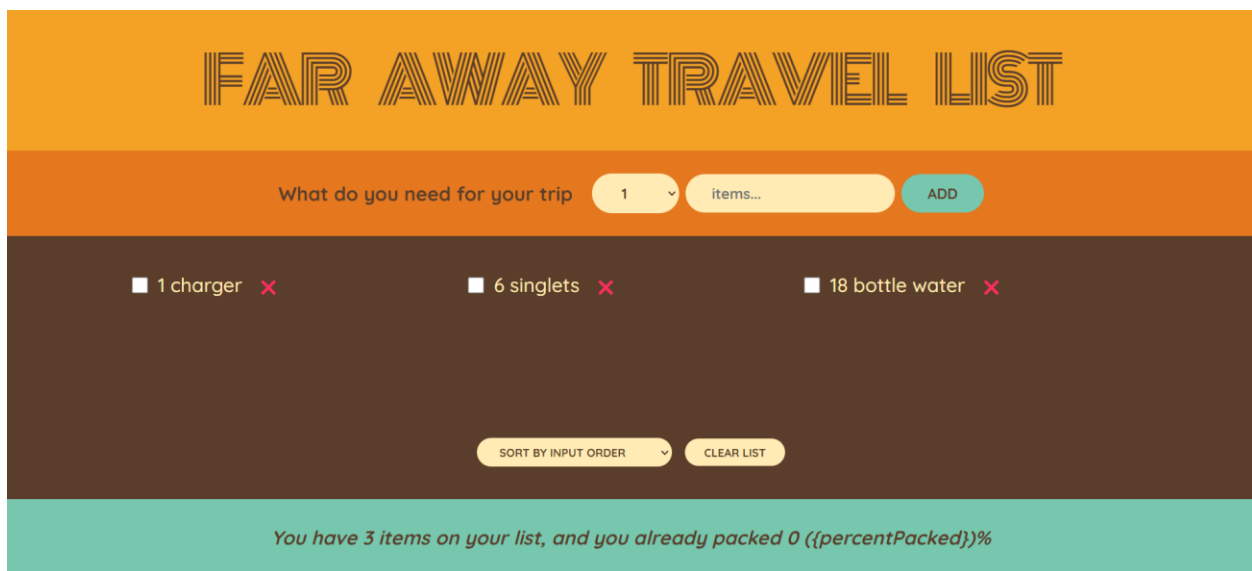 FAR AWAY TRAVEL LIST
What do you need for your trip 1 items... ADD
1 charger ❌ 6 singlets ❌ 18 bottle water ❌
SORT BY INPUT ORDER CLEAR LIST
You have 3 items on your list, and you already packed 0 ({percentPacked})%